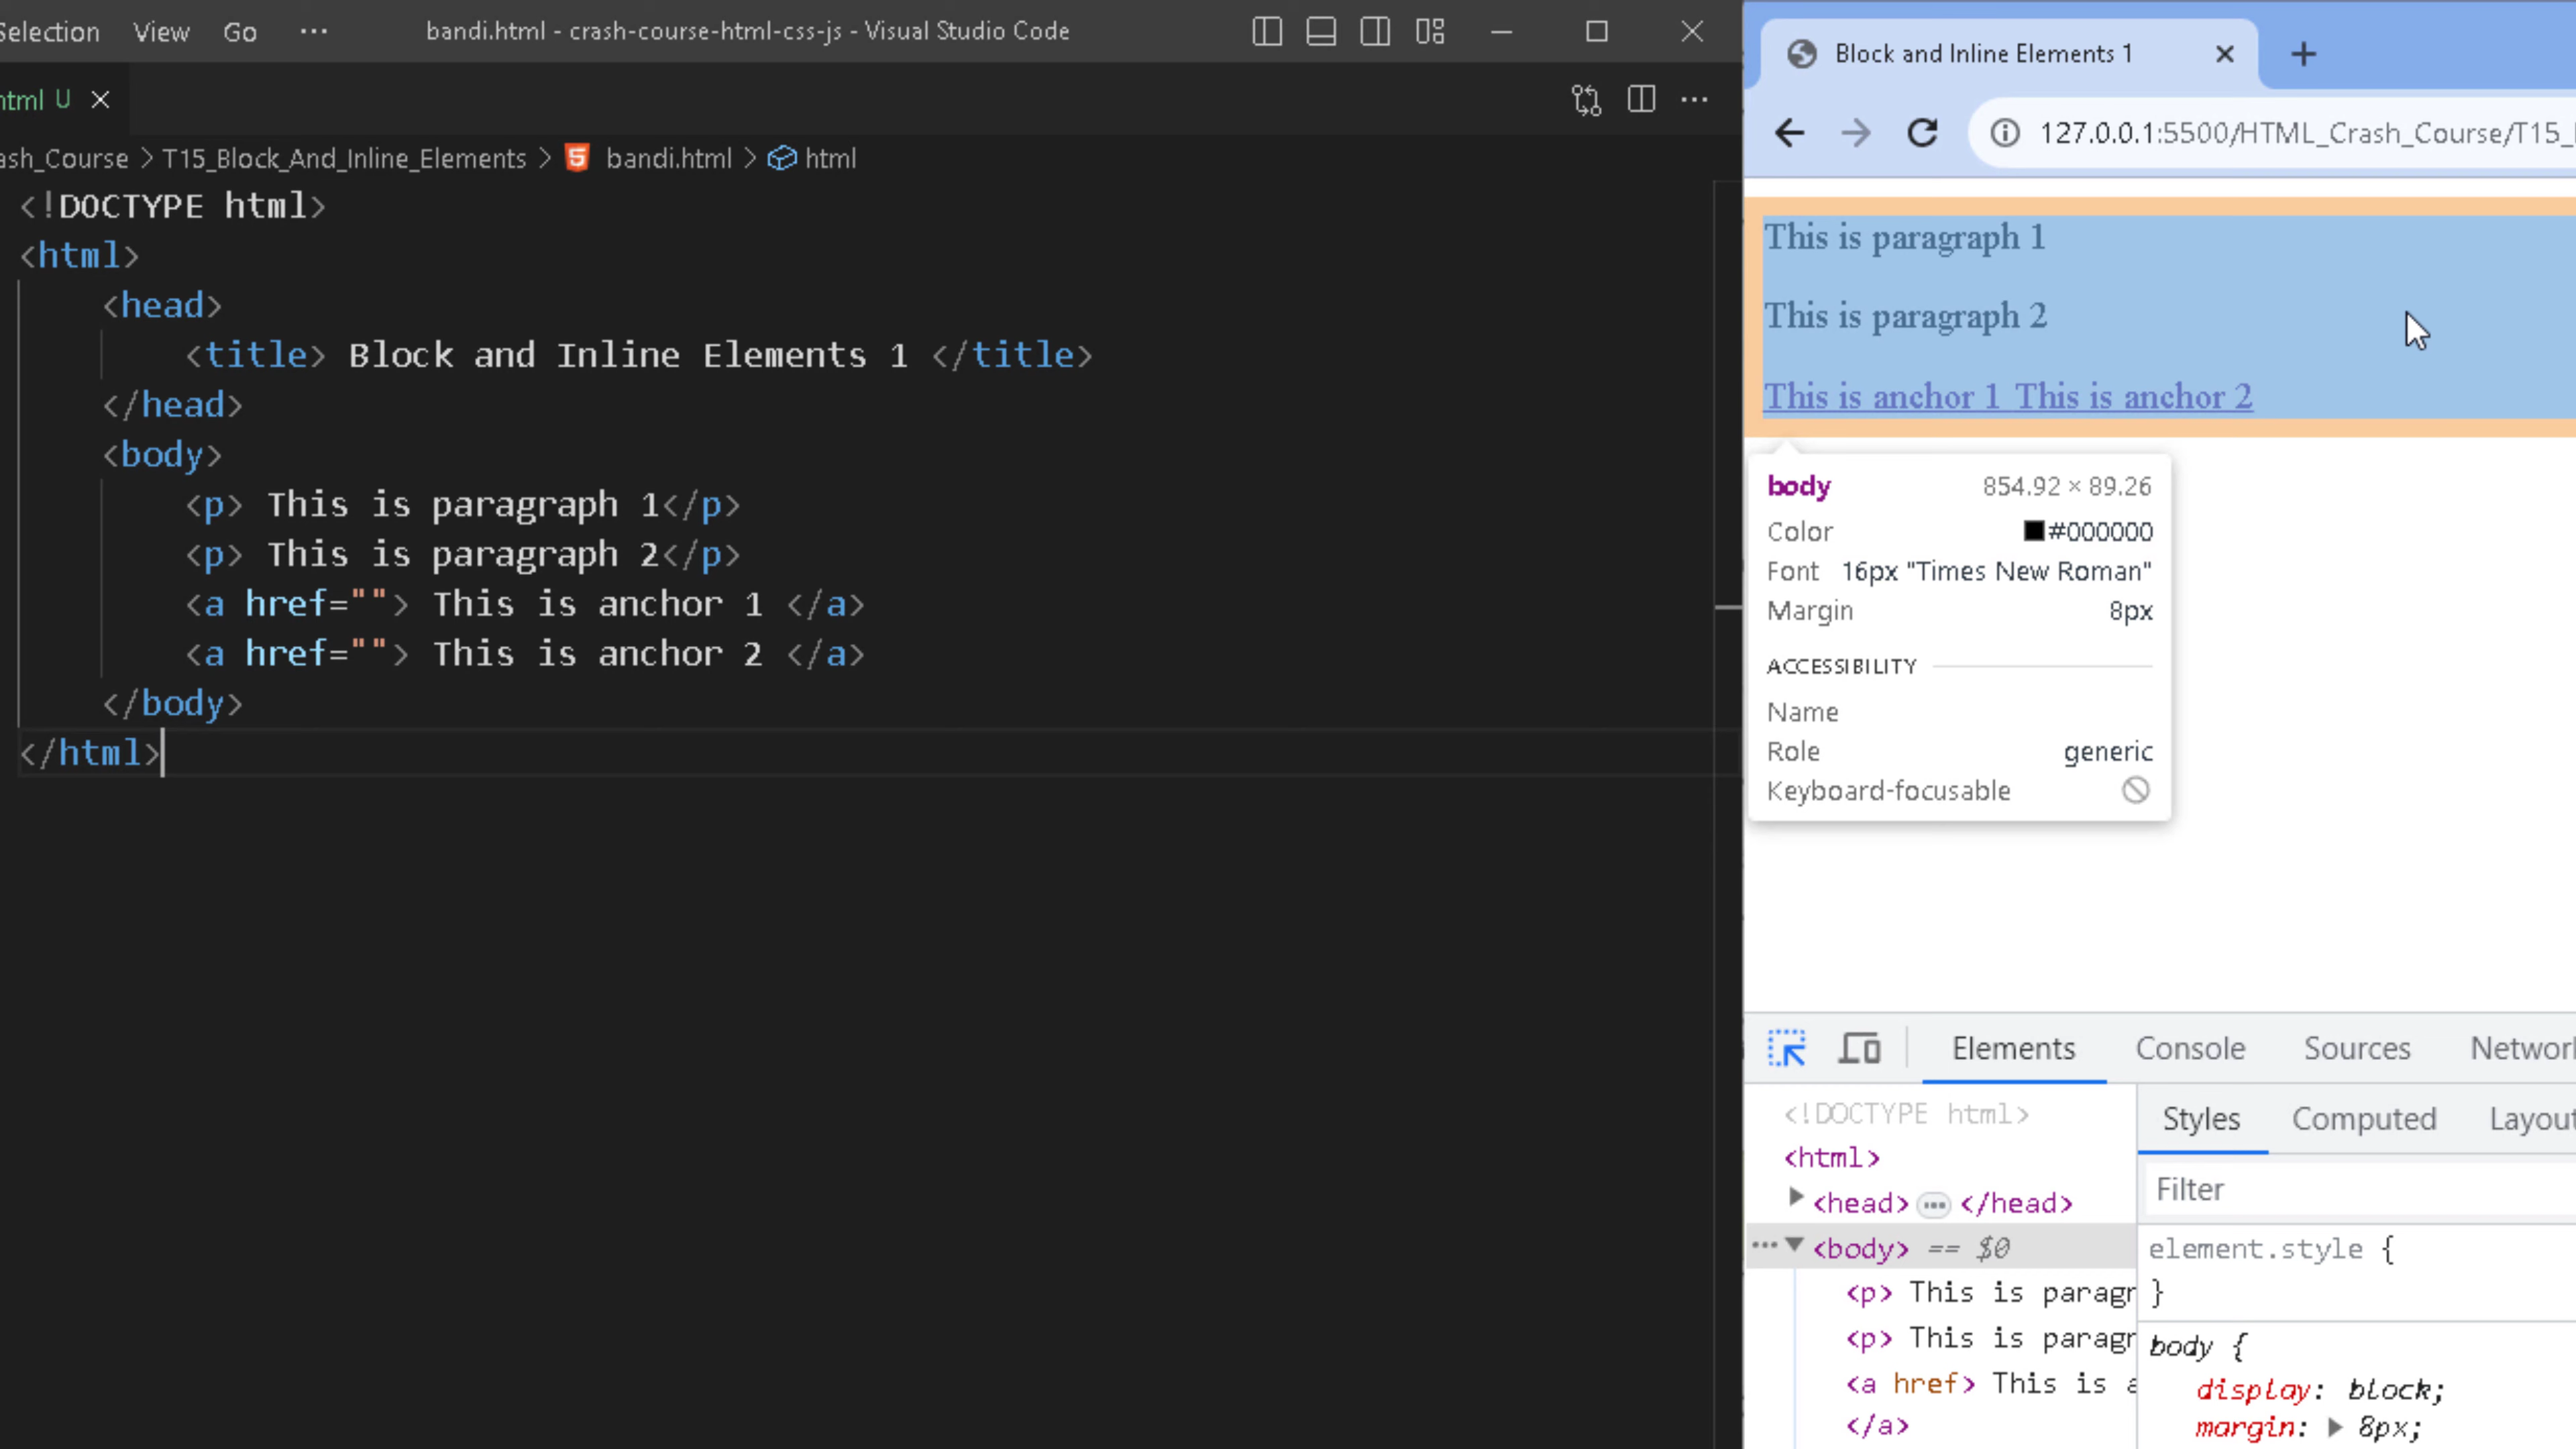 Selection View Go ··· bandi.html - crash-course-html-css-js - Visual Studio Code
html U
ash_Course > T15_Block_And_Inline_Elements > bandi.html > html
<!DOCTYPE html>
<html>
<head>
<title> Block and Inline Elements 1 </title>
</head>
<body>
<p> This is paragraph 1</p>
<p> This is paragraph 2</p>
<a href=""> This is anchor 1 </a>
<a href=""> This is anchor 2 </a>
</body>
</html>
Block and Inline Elements 1
127.0.0.1:5500/HTML_Crash_Course/T15_
This is paragraph 1
This is paragraph 2
This is anchor 1 This is anchor 2
body 854.92 × 89.26
Color #000000
Font 16px "Times New Roman"
Margin 8px
ACCESSIBILITY
Name
Role generic
Keyboard-focusable
Elements Console Sources Networ
<!DOCTYPE html>
<html>
<head> ··· </head>
··· <body> == $0
<p> This is paragr
<p> This is paragr
<a href> This is a
</a>
Styles Computed Layout
Filter
element.style {
}
body {
display: block;
margin: 8px;